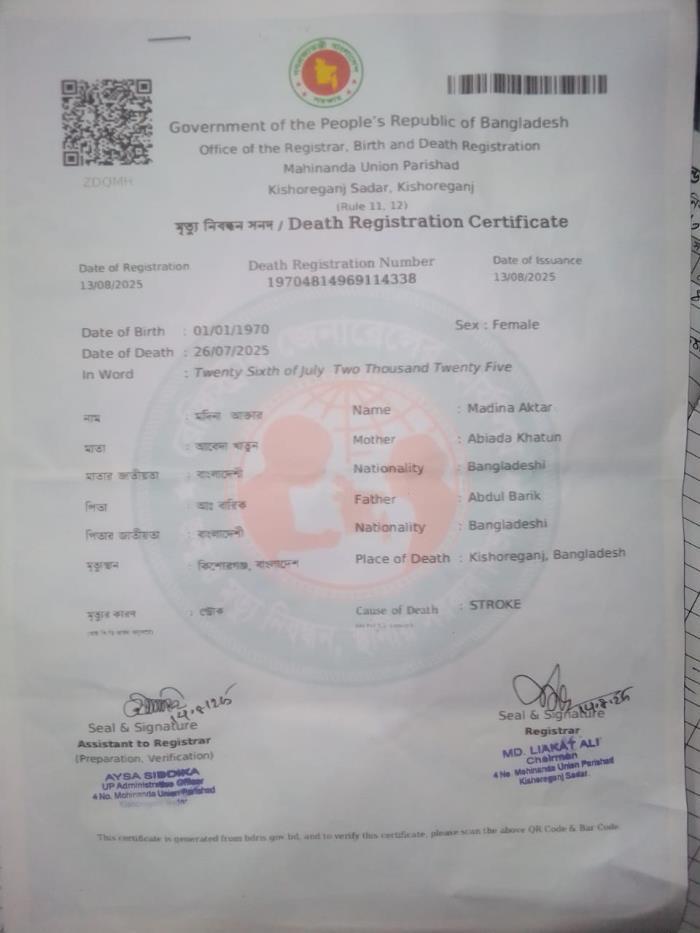 ZDQMH
Government of the People's Republic of Bangladesh
Office of the Registrar, Birth and Death Registration
Mahinanda Union Parishad
Kishoreganj Sadar, Kishoreganj
(Rule 11, 12)
মৃত্যু নিবন্ধন সনদ / Death Registration Certificate
Date of Registration Death Registration Number Date of Issuance
13/08/2025 19704814969114338 13/08/2025
Date of Birth : 01/01/1970 Sex : Female
Date of Death : 26/07/2025
In Word : Twenty Sixth of July Two Thousand Twenty Five
নাম : মদিনা আক্তার Name : Madina Aktar
মাতা : আবেদা খাতুন Mother : Abiada Khatun
মাতার জাতীয়তা : বাংলাদেশী Nationality : Bangladeshi
পিতা : আঃ বারিক Father : Abdul Barik
পিতার জাতীয়তা : বাংলাদেশী Nationality : Bangladeshi
মৃত্যুস্থান : কিশোরগঞ্জ, বাংলাদেশ Place of Death : Kishoreganj, Bangladesh
মৃত্যুর কারণ : স্ট্রোক Cause of Death : STROKE
Seal & Signature Seal & Signature
Assistant to Registrar Registrar
(Preparation, Verification)
AYSA SIDDIKA MD. LIAKAT ALI
UP Administrative Officer Chairman
4 No. Mohinanda Union Parishad 4 No. Mahinanda Union Parishad
Kishoreganj Sadar.
This certificate is generated from bdris.gov.bd, and to verify this certificate, please scan the above QR Code & Bar Code.